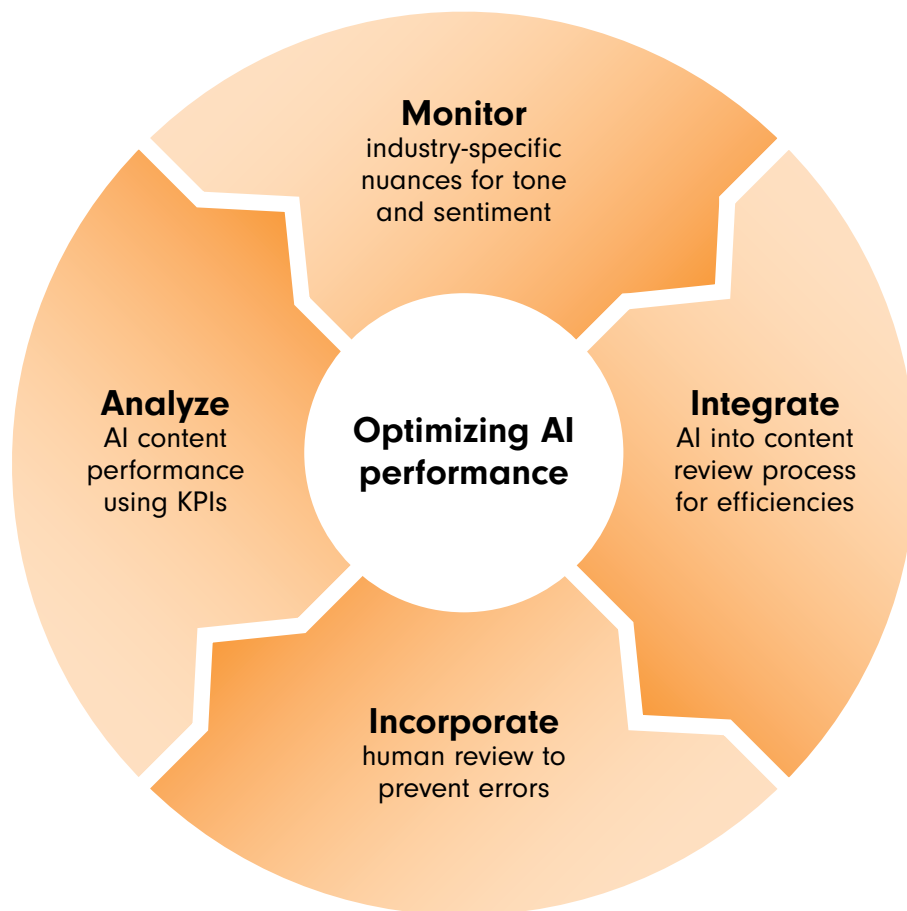 Monitor
industry-specific
nuances for tone
and sentiment
Analyze
AI content
performance
using KPIs
Optimizing AI
performance
Integrate
AI into content
review process
for efficiencies
Incorporate
human review to
prevent errors